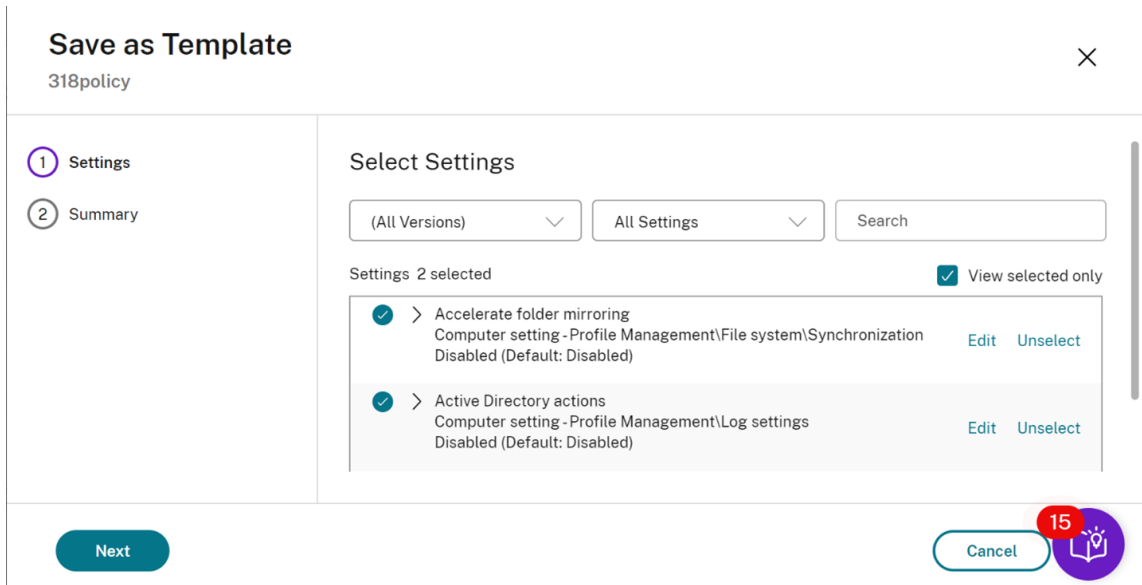 Save as Template
318policy
1 Settings
2 Summary
Select Settings
(All Versions)
All Settings
Search
Settings 2 selected
View selected only
Accelerate folder mirroring
Computer setting - Profile Management\File system\Synchronization
Disabled (Default: Disabled)
Edit Unselect
Active Directory actions
Computer setting - Profile Management\Log settings
Disabled (Default: Disabled)
Edit Unselect
Next
Cancel
15